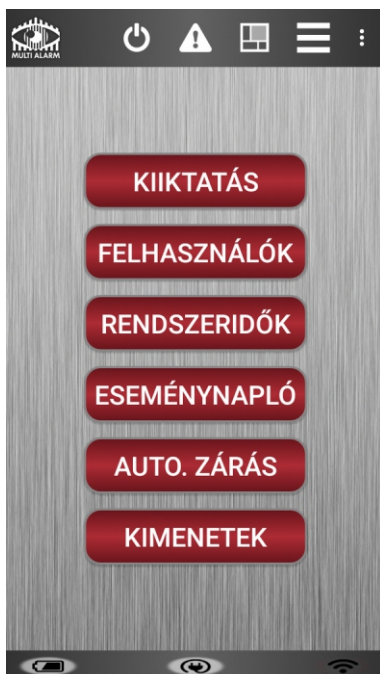 MULTI ALARM
KIIKTATÁS
FELHASZNÁLÓK
RENDSZERIDŐK
ESEMÉNYNAPLÓ
AUTO. ZÁRÁS
KIMENETEK